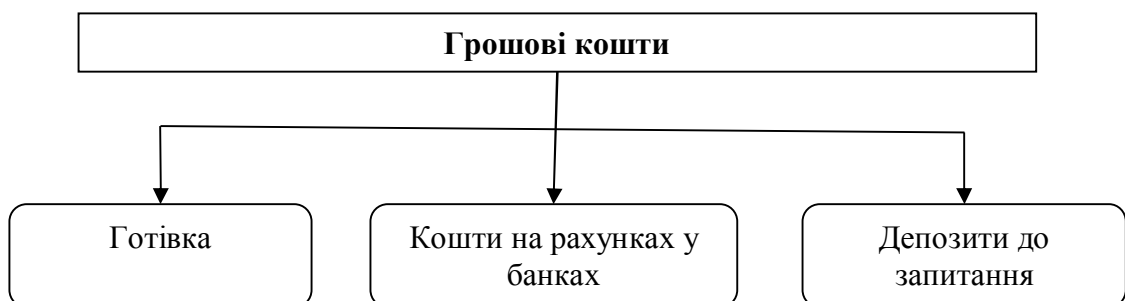 Грошові кошти
Готівка
Кошти на рахунках у
банках
Депозити до
запитання